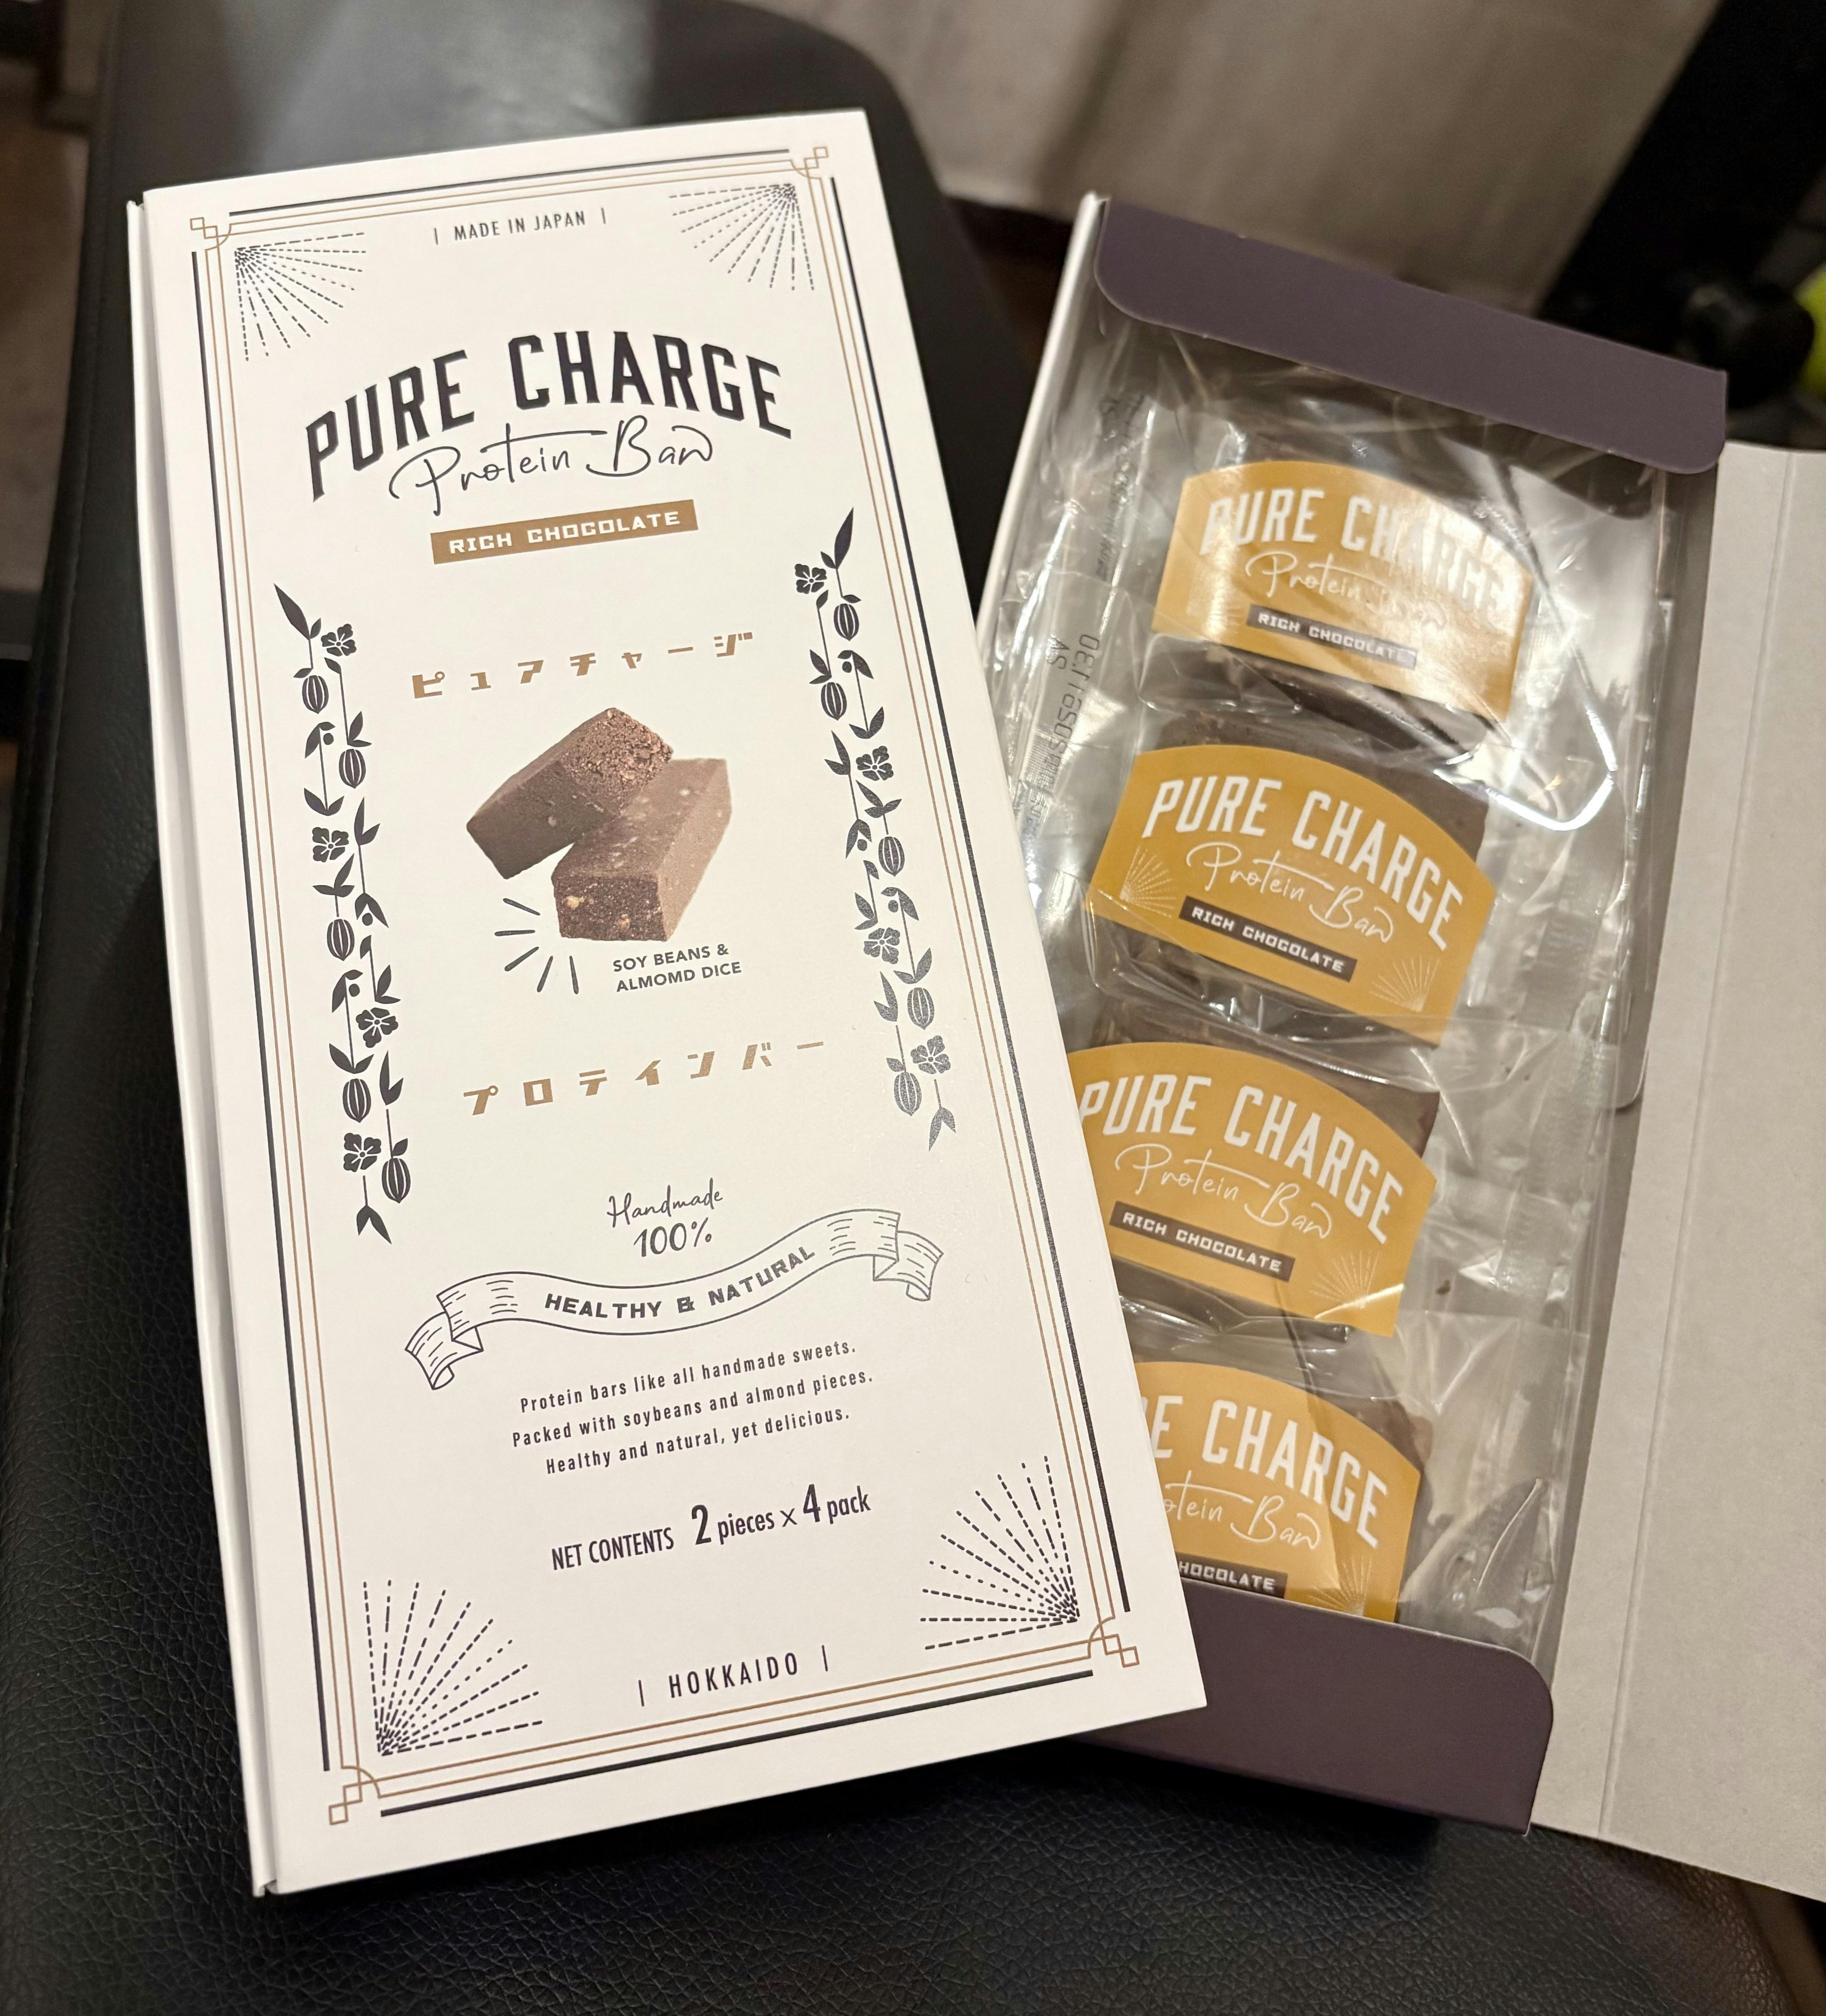 | MADE IN JAPAN |
PURE CHARGE
Protein Bar
RICH CHOCOLATE
ピュアチャージ
SOY BEANS &
ALMOMD DICE
プロテインバー
Handmade
100%
HEALTHY & NATURAL
Protein bars like all handmade sweets.
Packed with soybeans and almond pieces.
Healthy and natural, yet delicious.
NET CONTENTS 2 pieces x 4 pack
| HOKKAIDO |
PURE CHARGE
Protein Bar
RICH CHOCOLATE
PURE CHARGE
Protein Bar
RICH CHOCOLATE
PURE CHARGE
Protein Bar
RICH CHOCOLATE
E CHARGE
otein Bar
HOCOLATE